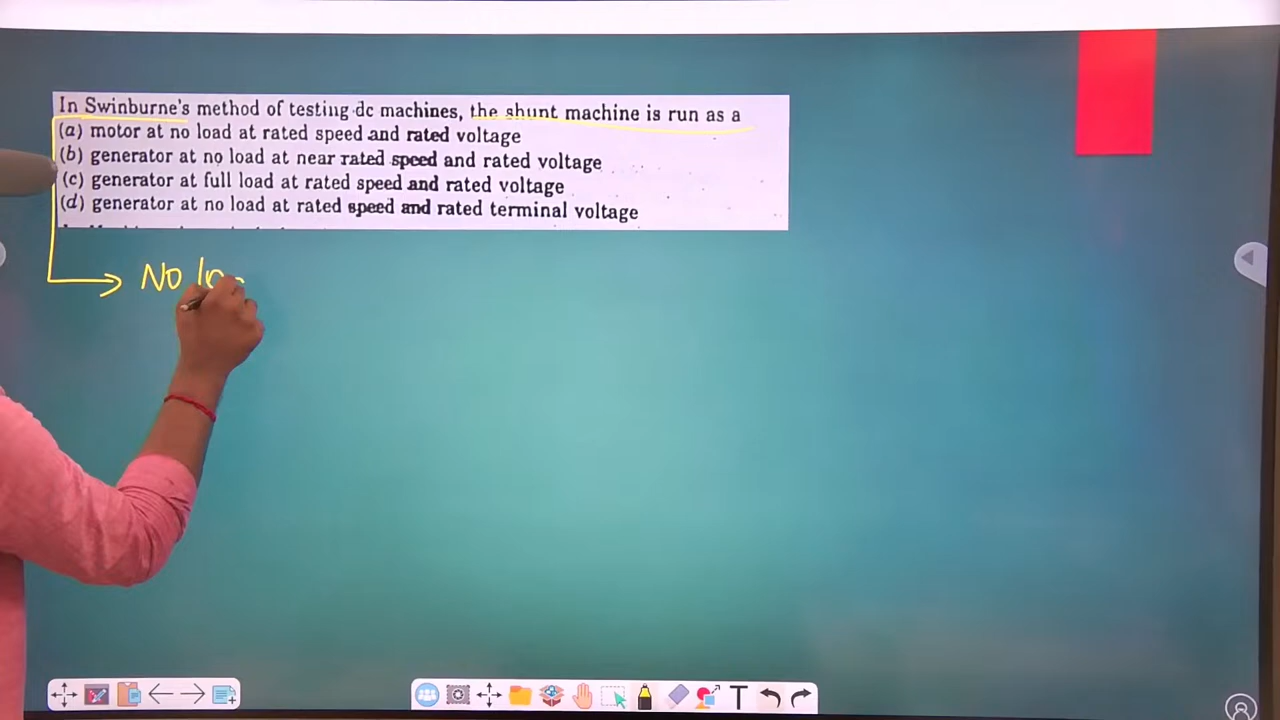 In Swinburne's method of testing dc machines, the shunt machine is run as a
(a) motor at no load at rated speed and rated voltage
(b) generator at no load at near rated speed and rated voltage
(c) generator at full load at rated speed and rated voltage
(d) generator at no load at rated speed and rated terminal voltage
No lo
T